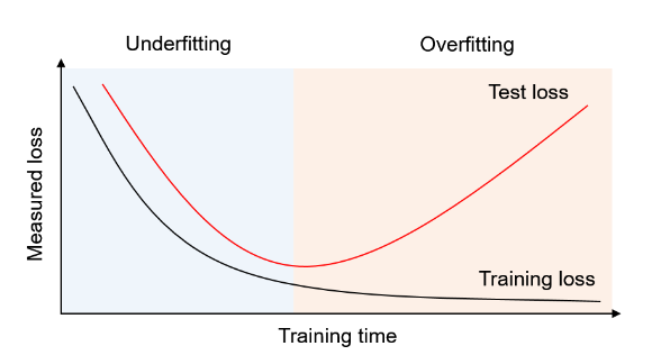 Underfitting
Overfitting
Test loss
Measured loss
Training loss
Training time